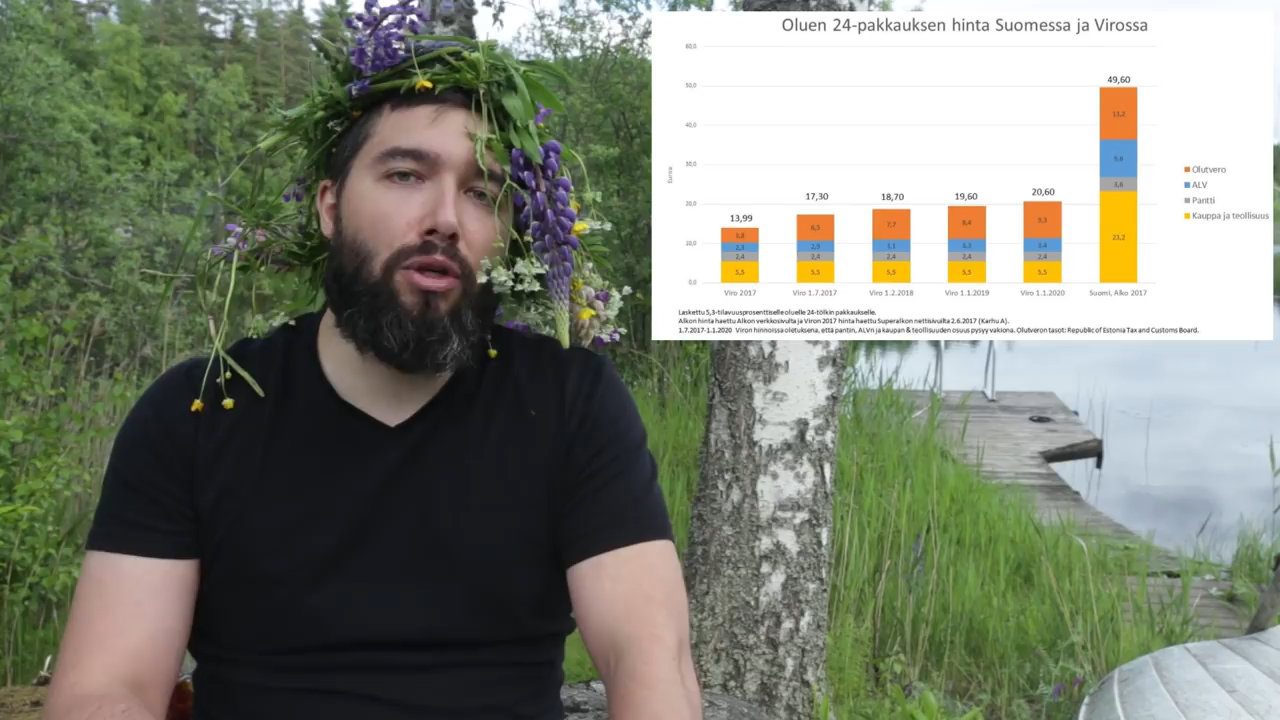 Oluen 24-pakkauksen hinta Suomessa ja Virossa
60,0
50,0
40,0
30,0
20,0
10,0
0,0
Euroa
13,99
17,30
18,70
19,60
20,60
49,60
3,8
6,5
7,7
8,4
9,3
13,2
2,3
2,9
3,1
3,3
3,4
9,6
2,4
2,4
2,4
2,4
2,4
3,6
5,5
5,5
5,5
5,5
5,5
23,2
Viro 2017
Viro 1.7.2017
Viro 1.2.2018
Viro 1.1.2019
Viro 1.1.2020
Suomi, Alko 2017
Olutvero
ALV
Pantti
Kauppa ja teollisuus
Laskettu 5,3-tilavuusprosenttiselle oluelle 24-tölkin pakkaukselle.
Alkon hinta haettu Alkon verkkosivuilta ja Viron 2017 hinta haettu Superalkon nettisivuilta 2.6.2017 (Karhu A).
1.7.2017-1.1.2020 Viron hinnoissa oletuksena, että pantin, ALVn ja kaupan & teollisuuden osuus pysyy vakiona. Olutveron tasot: Republic of Estonia Tax and Customs Board.